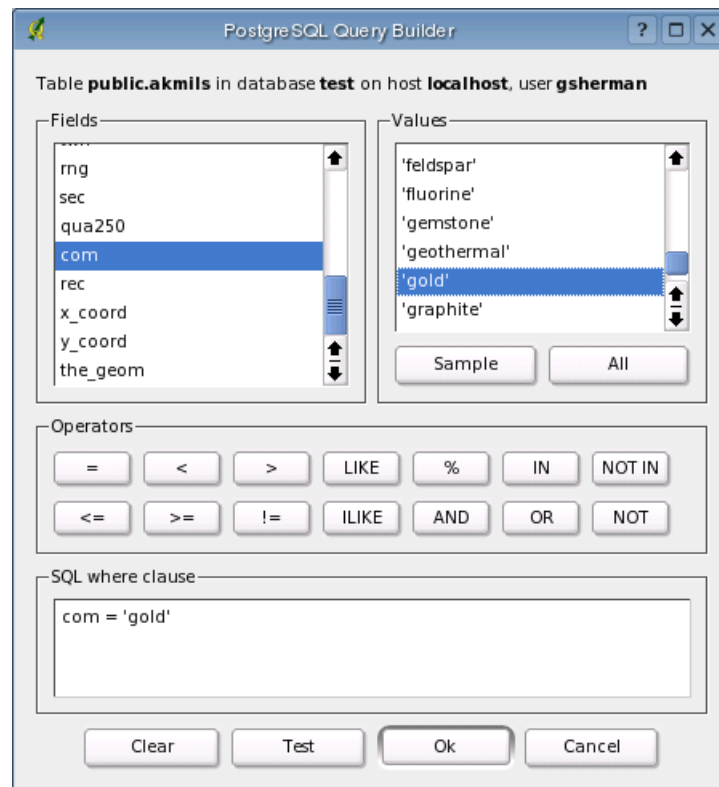 PostgreSQL Query Builder
Table public.akmils in database test on host localhost, user gsherman
Fields
rng
sec
qua250
com
rec
x_coord
y_coord
the_geom
Values
'feldspar'
'fluorine'
'gemstone'
'geothermal'
'gold'
'graphite'
Sample All
Operators
= < > LIKE % IN NOT IN
<= >= != ILIKE AND OR NOT
SQL where clause
com = 'gold'
Clear Test Ok Cancel